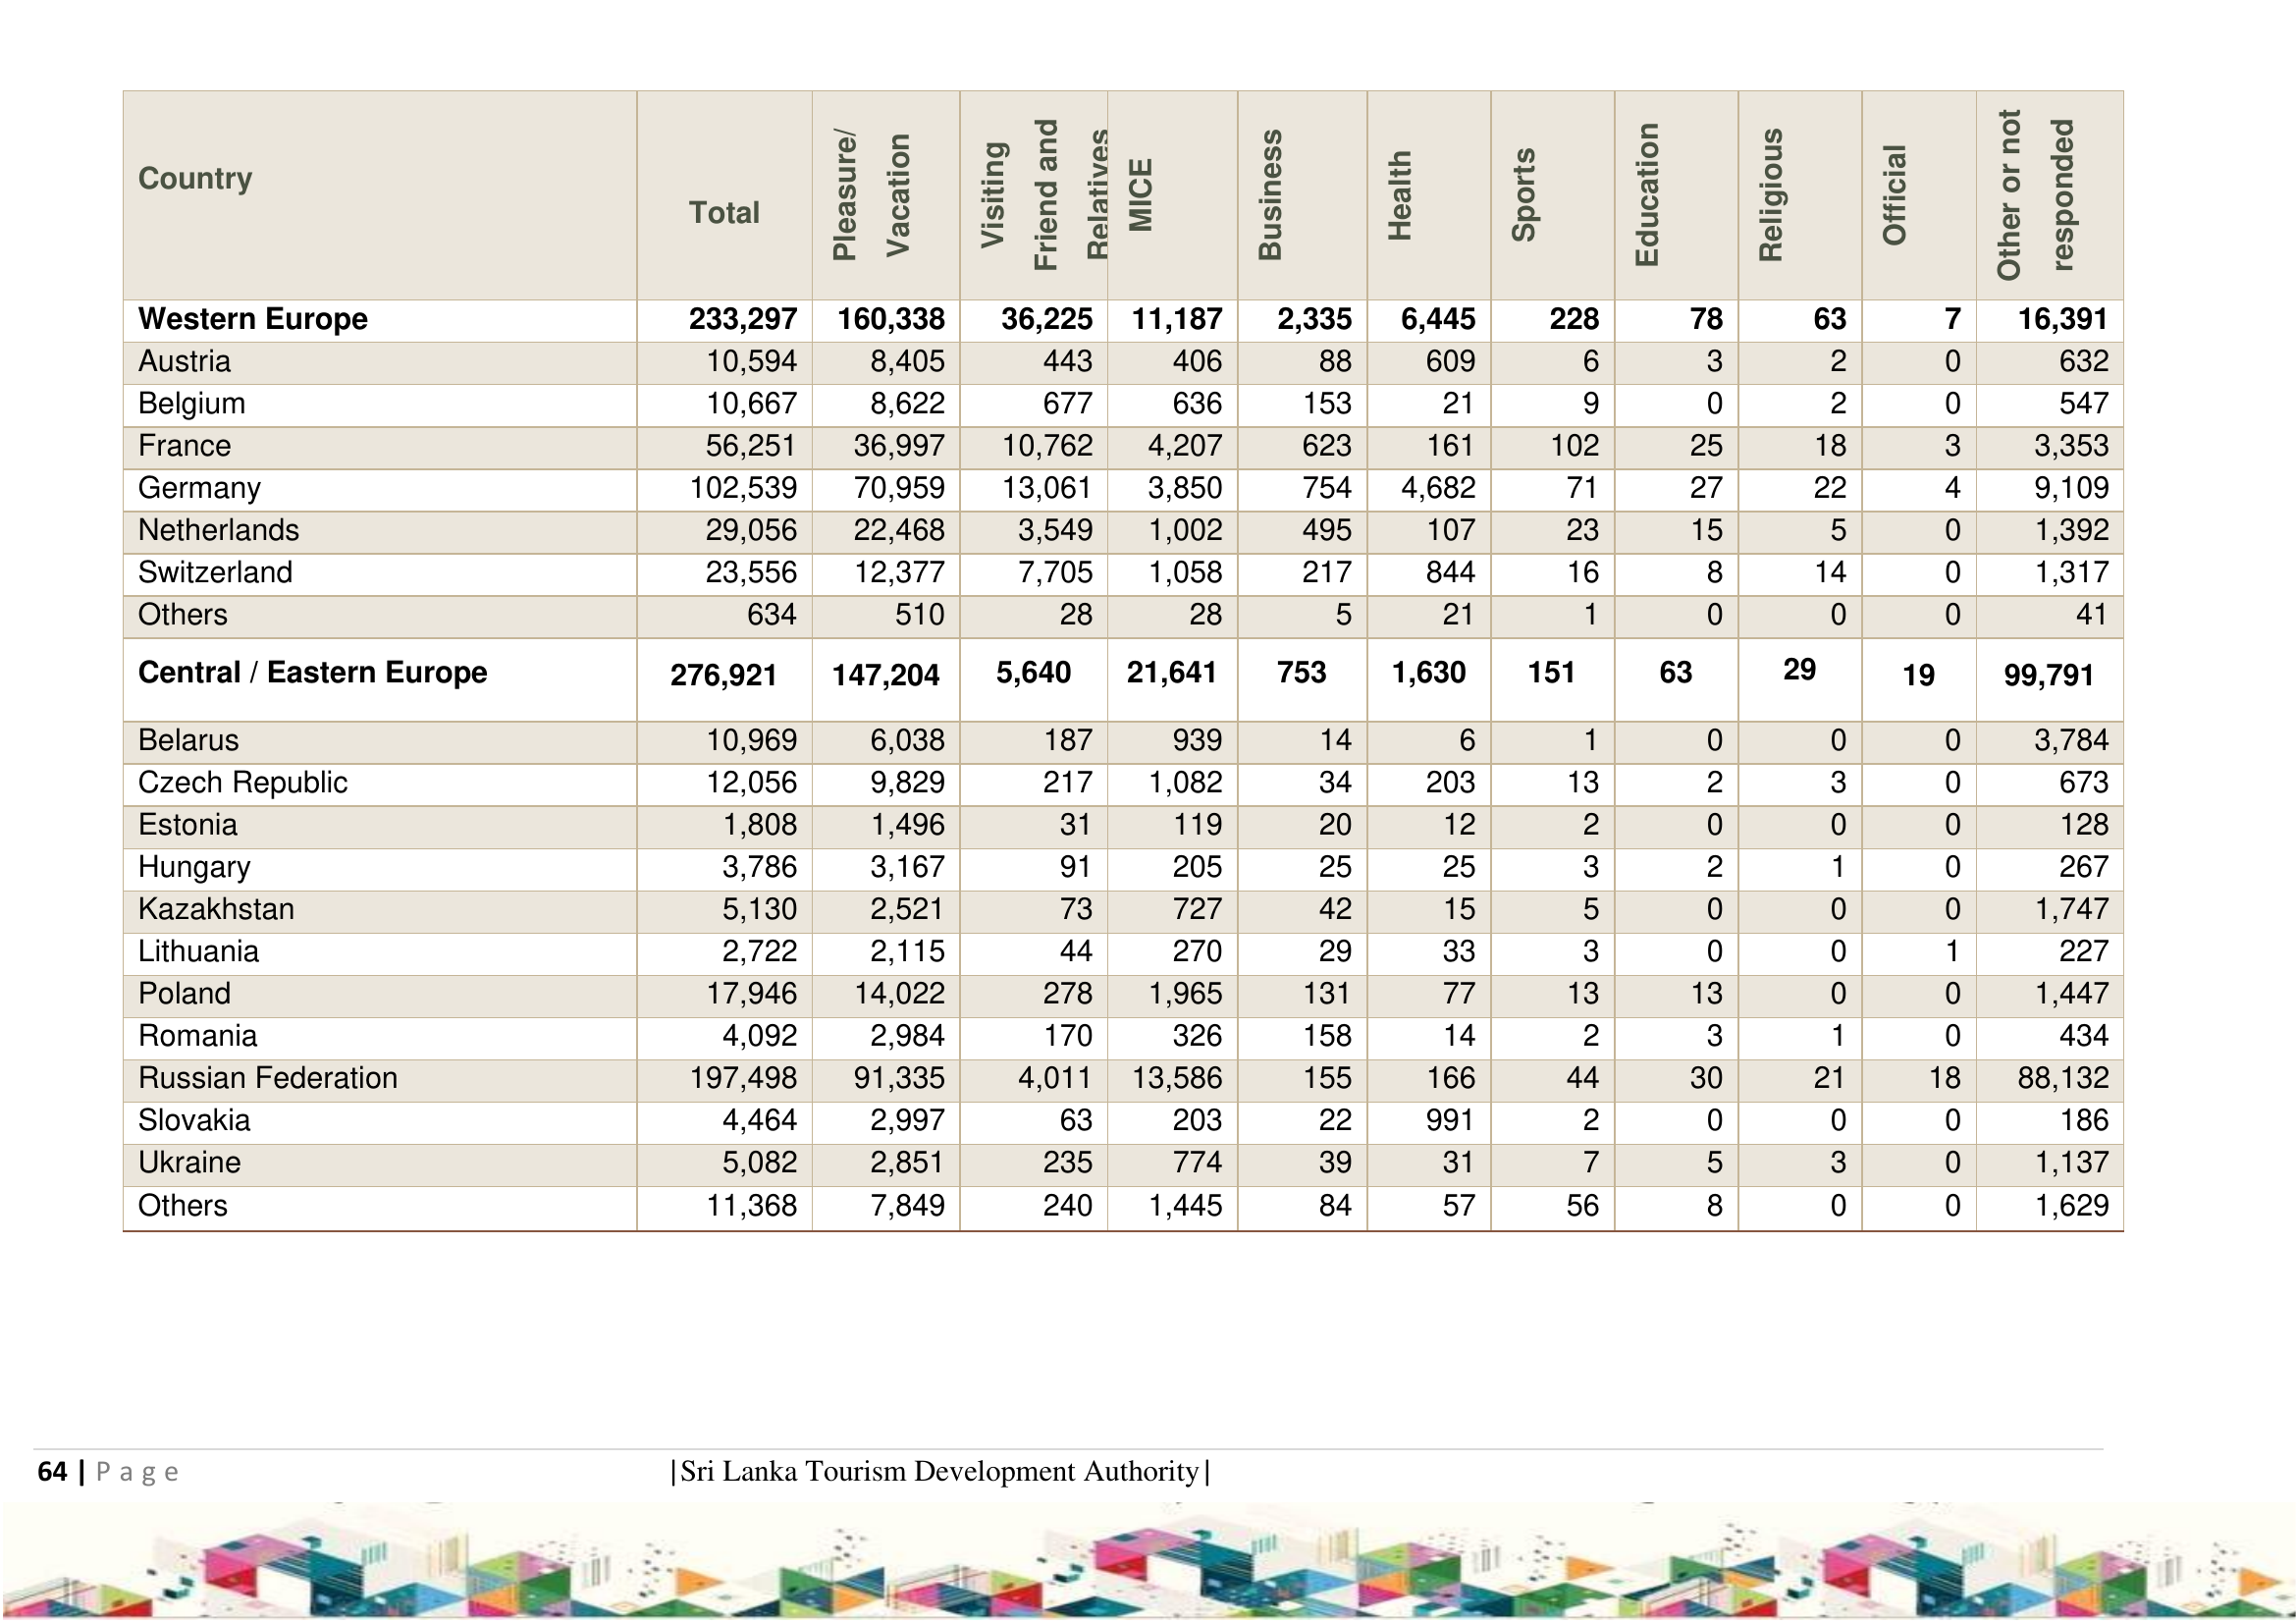 Country Total Pleasure/ Vacation Visiting Friend and Relatives MICE Business Health Sports Education Religious Official Other or not responded
Western Europe 233,297 160,338 36,225 11,187 2,335 6,445 228 78 63 7 16,391
Austria 10,594 8,405 443 406 88 609 6 3 2 0 632
Belgium 10,667 8,622 677 636 153 21 9 0 2 0 547
France 56,251 36,997 10,762 4,207 623 161 102 25 18 3 3,353
Germany 102,539 70,959 13,061 3,850 754 4,682 71 27 22 4 9,109
Netherlands 29,056 22,468 3,549 1,002 495 107 23 15 5 0 1,392
Switzerland 23,556 12,377 7,705 1,058 217 844 16 8 14 0 1,317
Others 634 510 28 28 5 21 1 0 0 0 41
Central / Eastern Europe 276,921 147,204 5,640 21,641 753 1,630 151 63 29 19 99,791
Belarus 10,969 6,038 187 939 14 6 1 0 0 0 3,784
Czech Republic 12,056 9,829 217 1,082 34 203 13 2 3 0 673
Estonia 1,808 1,496 31 119 20 12 2 0 0 0 128
Hungary 3,786 3,167 91 205 25 25 3 2 1 0 267
Kazakhstan 5,130 2,521 73 727 42 15 5 0 0 0 1,747
Lithuania 2,722 2,115 44 270 29 33 3 0 0 1 227
Poland 17,946 14,022 278 1,965 131 77 13 13 0 0 1,447
Romania 4,092 2,984 170 326 158 14 2 3 1 0 434
Russian Federation 197,498 91,335 4,011 13,586 155 166 44 30 21 18 88,132
Slovakia 4,464 2,997 63 203 22 991 2 0 0 0 186
Ukraine 5,082 2,851 235 774 39 31 7 5 3 0 1,137
Others 11,368 7,849 240 1,445 84 57 56 8 0 0 1,629
64 | Page |Sri Lanka Tourism Development Authority|